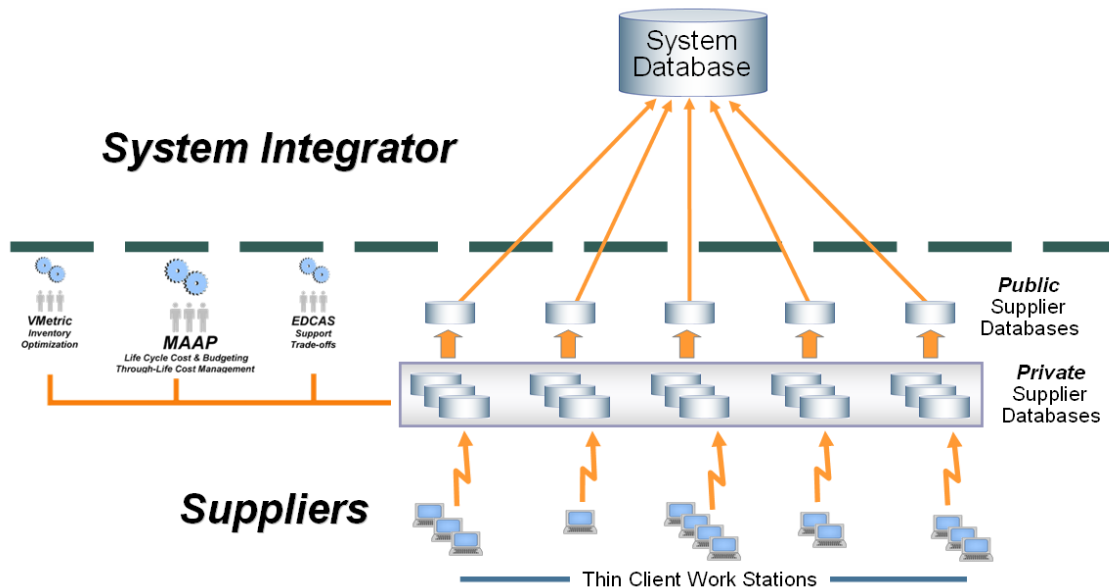 System
Database
System Integrator
VMetric
Inventory
Optimization
MAAP
Life Cycle Cost & Budgeting
Through-Life Cost Management
EDCAS
Support
Trade-offs
Public
Supplier
Databases
Private
Supplier
Databases
Suppliers
Thin Client Work Stations